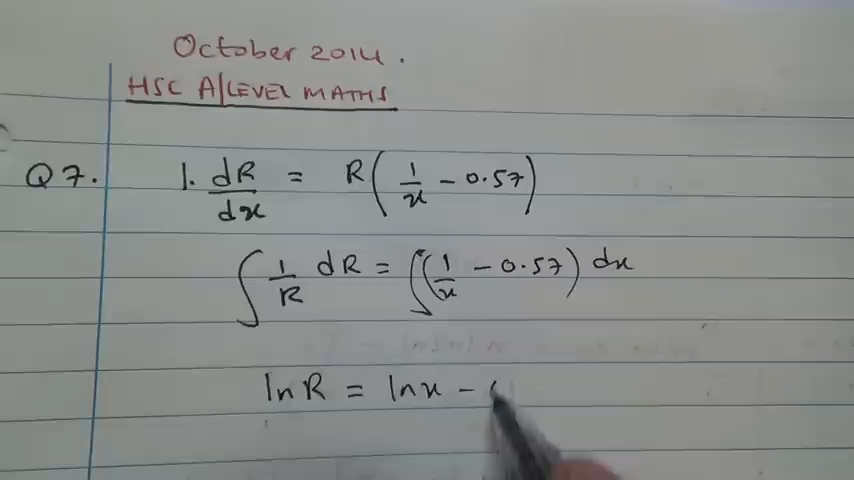 October 2014.
HSC A/LEVEL MATHS
Q7. 1. dR/dx = R(1/x - 0.57)
∫ 1/R dR = ∫(1/x - 0.57) dx
ln R = ln x -